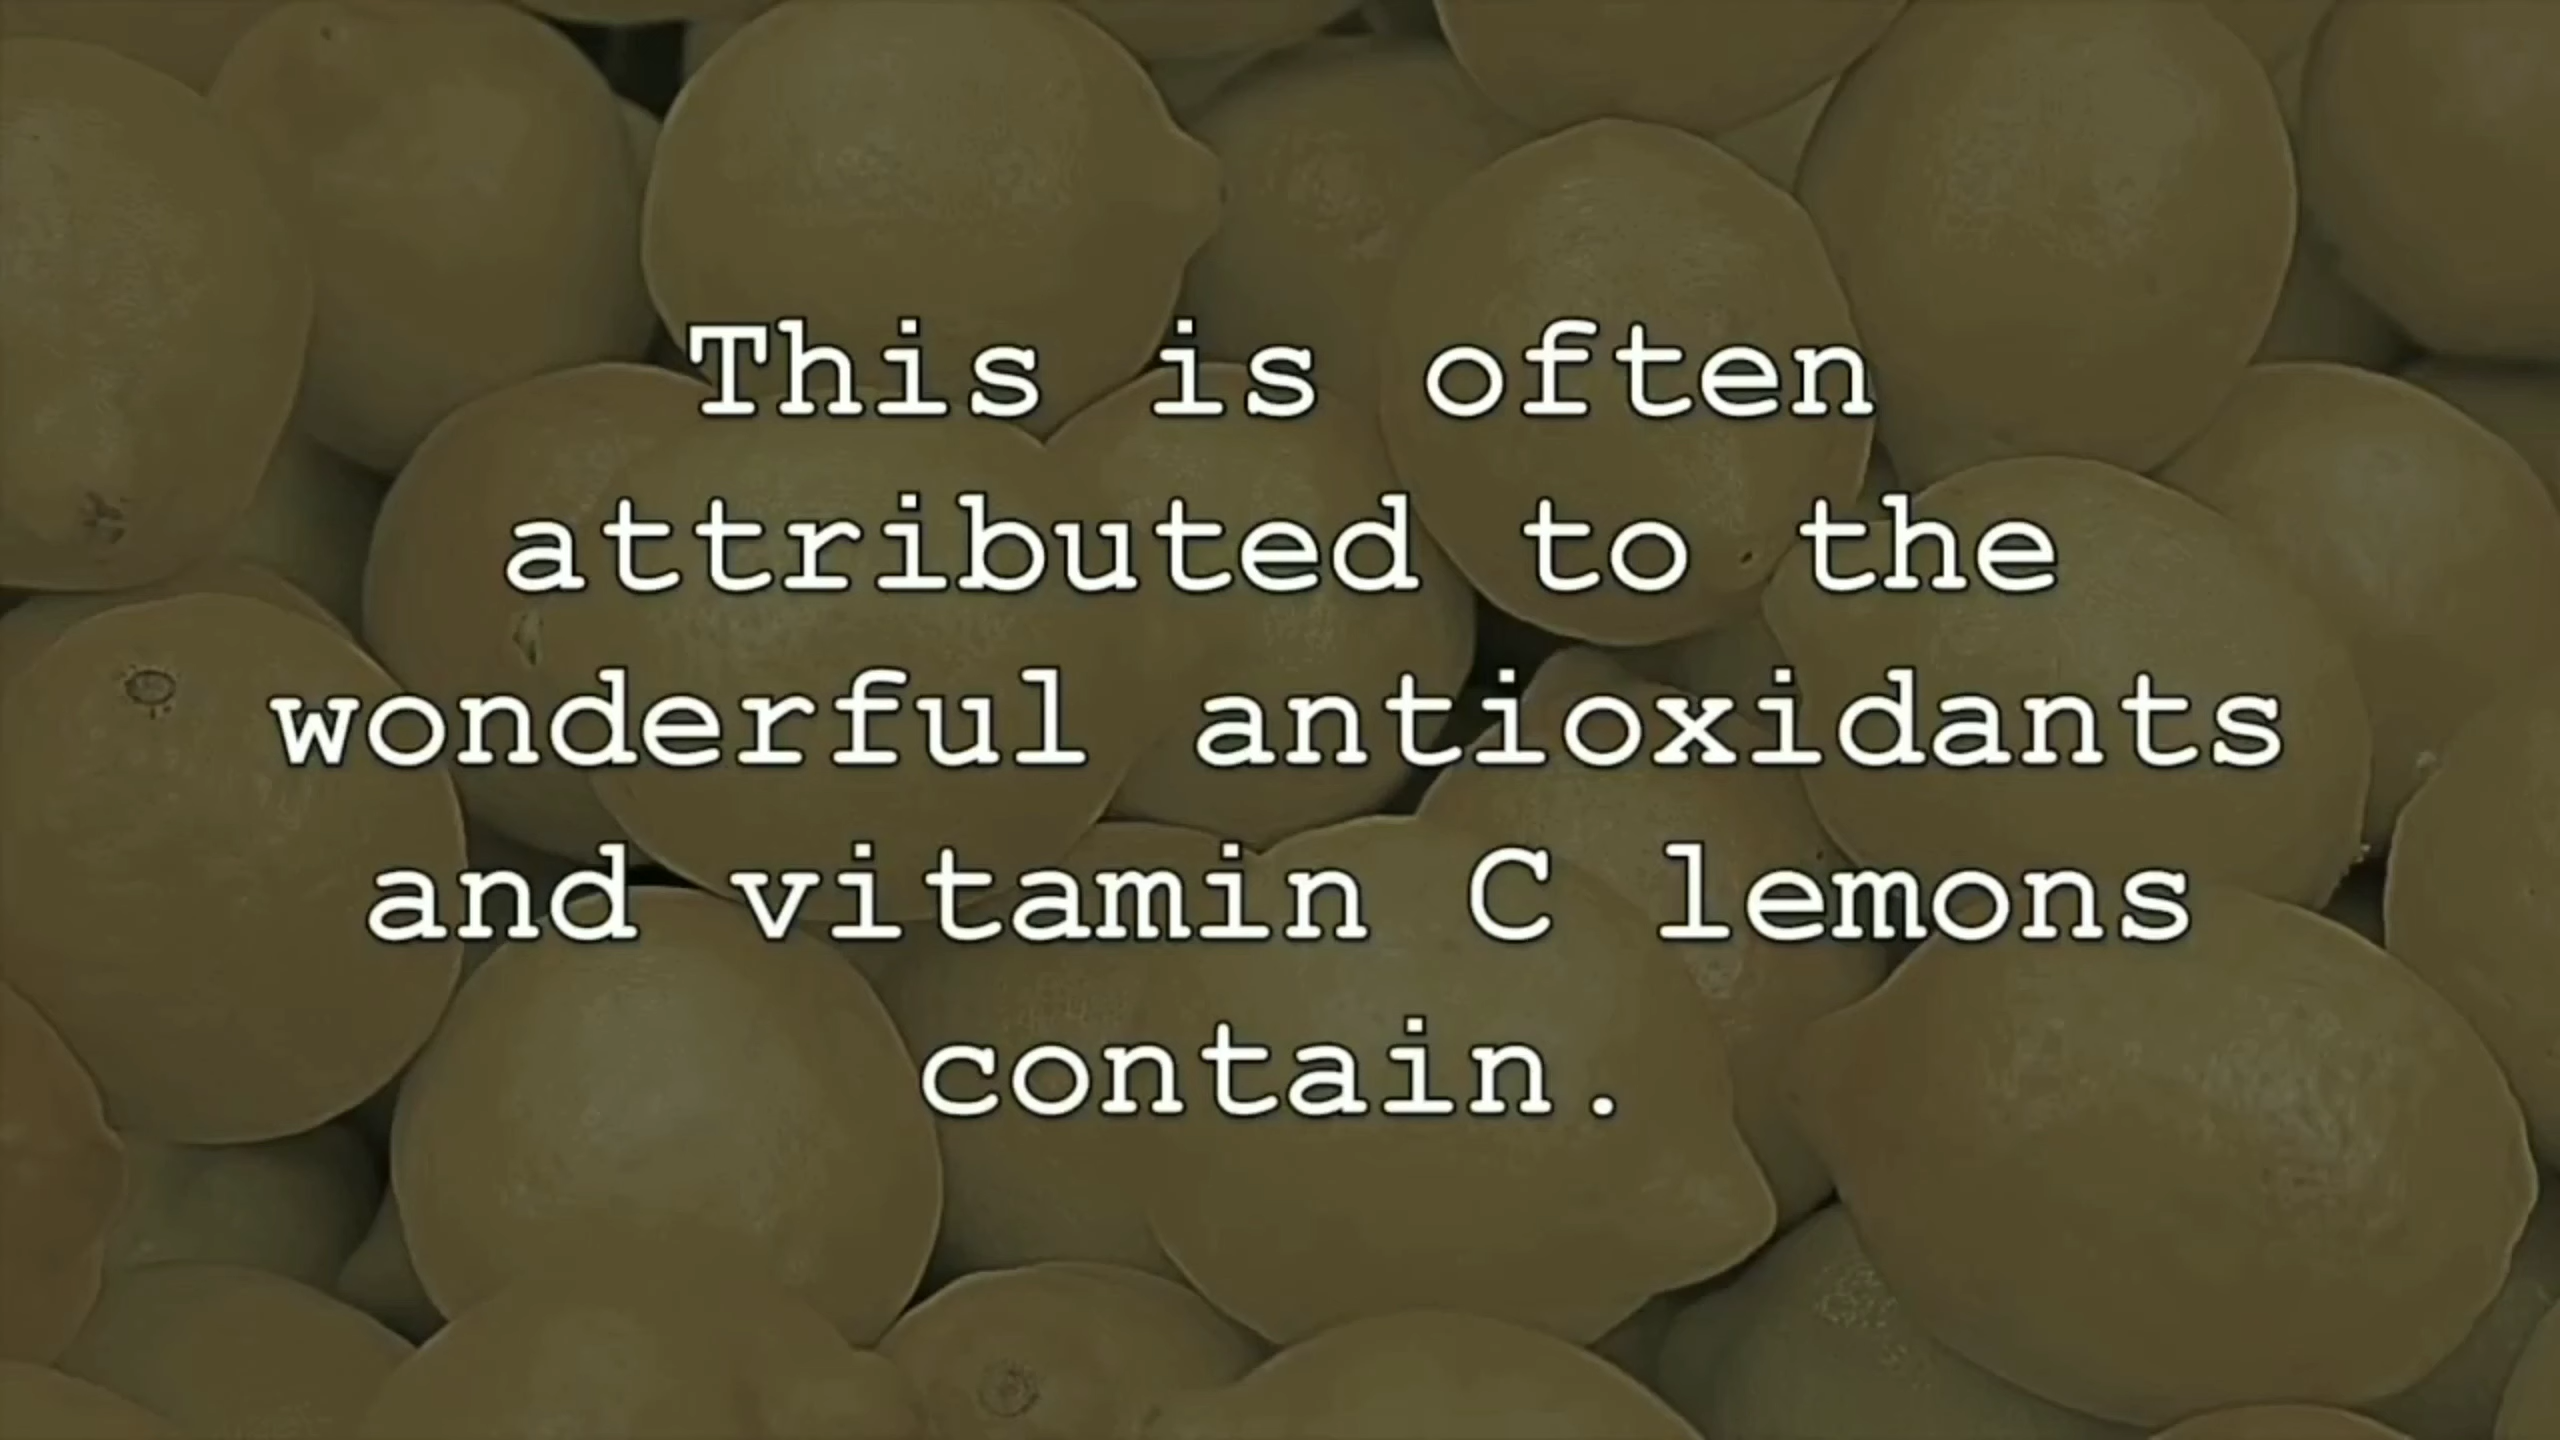 This is often
attributed to the
wonderful antioxidants
and vitamin C lemons
contain.